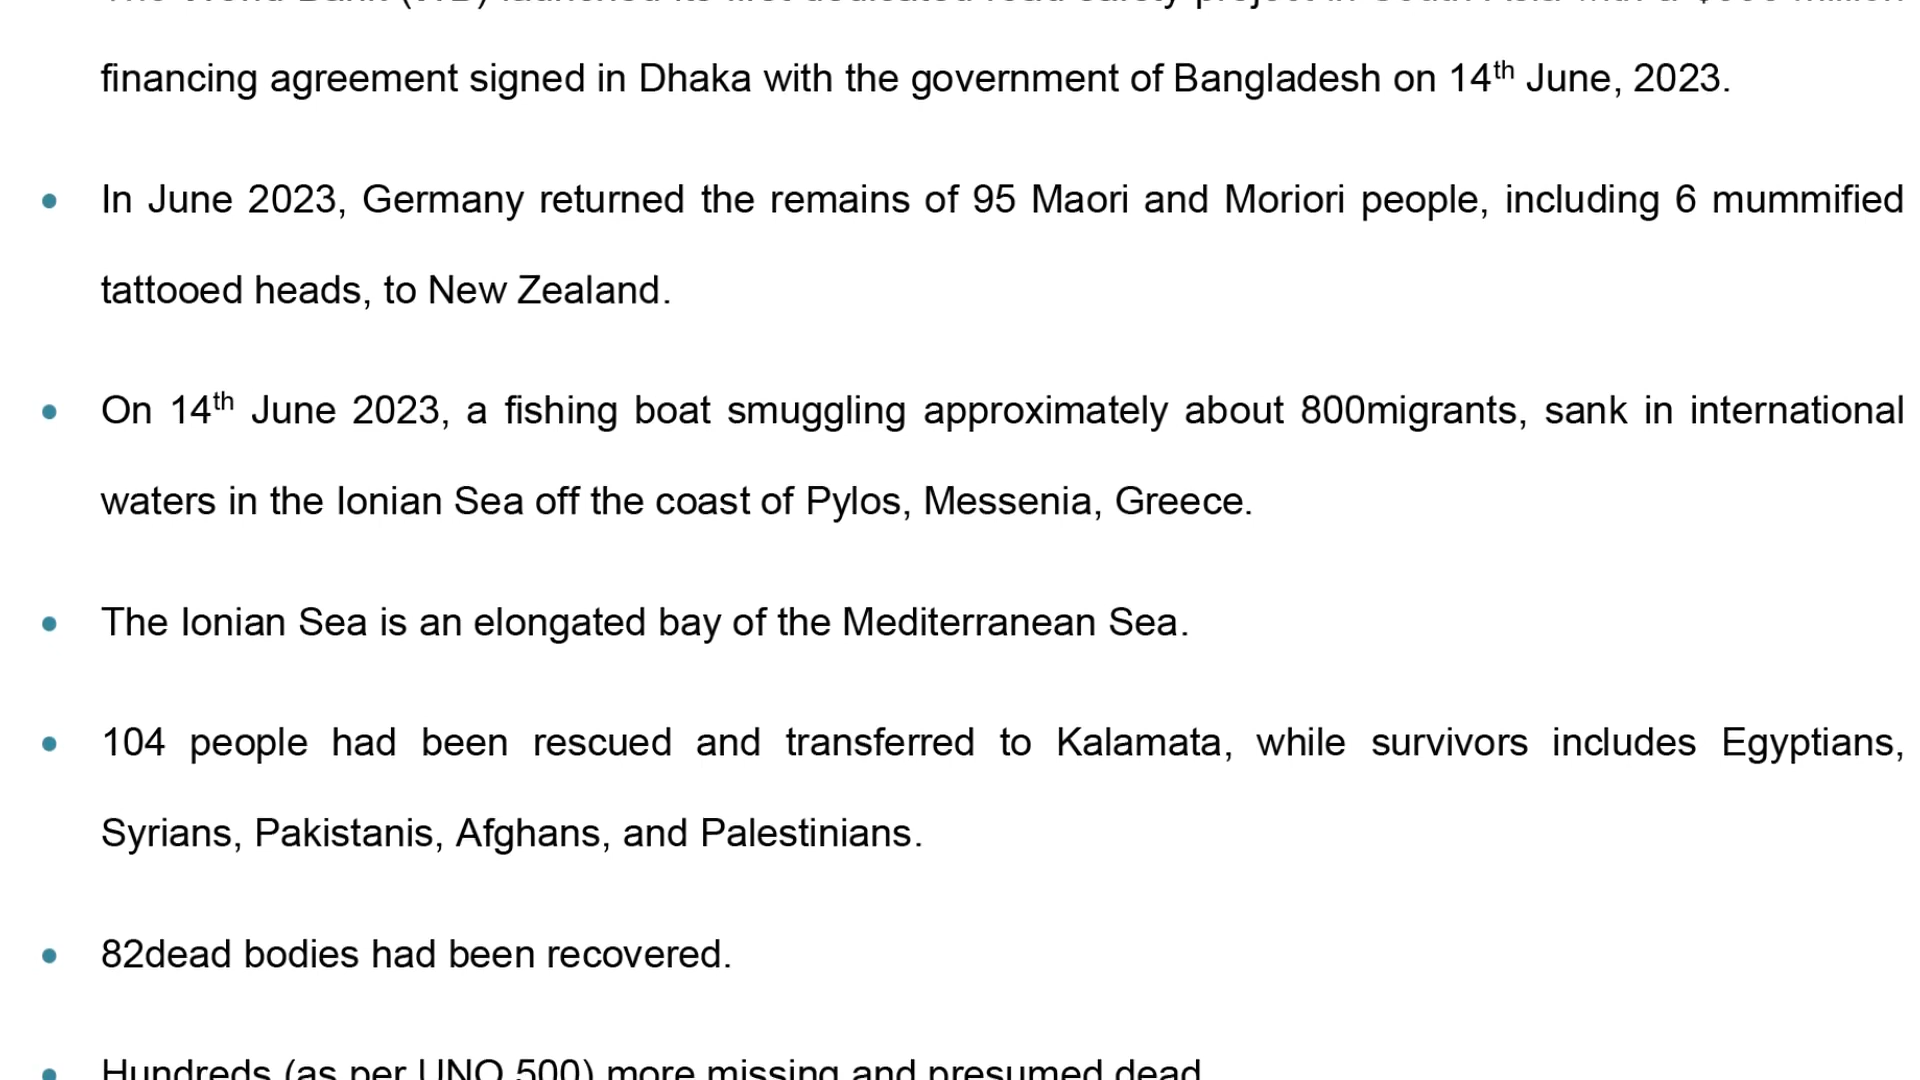 financing agreement signed in Dhaka with the government of Bangladesh on 14th June, 2023.
• In June 2023, Germany returned the remains of 95 Maori and Moriori people, including 6 mummified
tattooed heads, to New Zealand.
• On 14th June 2023, a fishing boat smuggling approximately about 800migrants, sank in international
waters in the Ionian Sea off the coast of Pylos, Messenia, Greece.
• The Ionian Sea is an elongated bay of the Mediterranean Sea.
• 104 people had been rescued and transferred to Kalamata, while survivors includes Egyptians,
Syrians, Pakistanis, Afghans, and Palestinians.
• 82dead bodies had been recovered.
• Hundreds (as per UNO 500) more missing and presumed dead